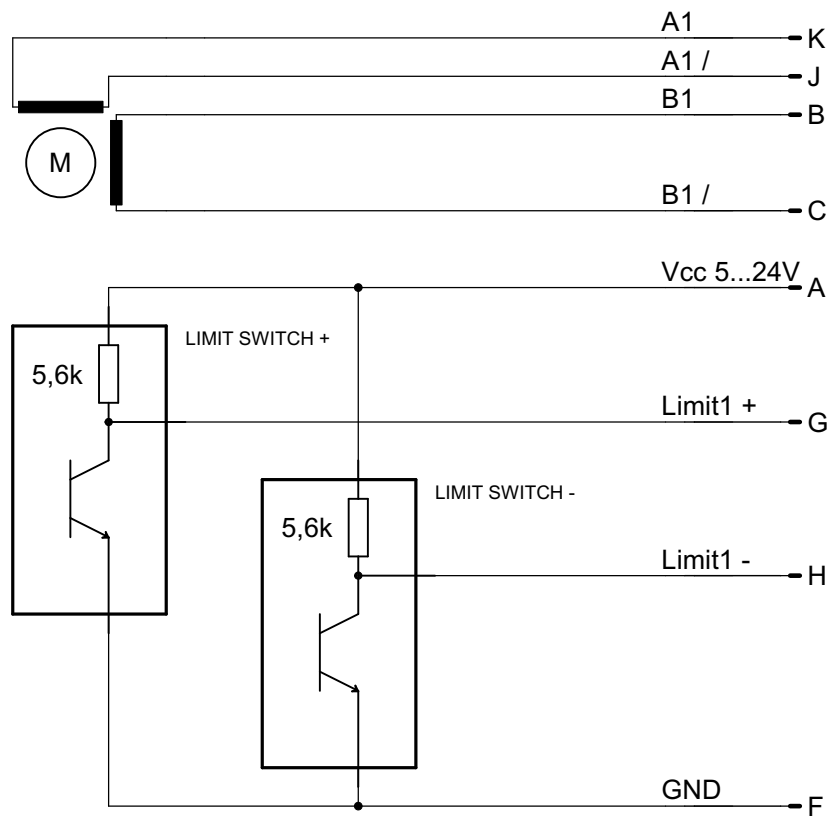 A1
K
A1 /
J
B1
B
M
B1 /
C
Vcc 5...24V
A
LIMIT SWITCH +
5,6k
Limit1 +
G
LIMIT SWITCH -
5,6k
Limit1 -
H
GND
F